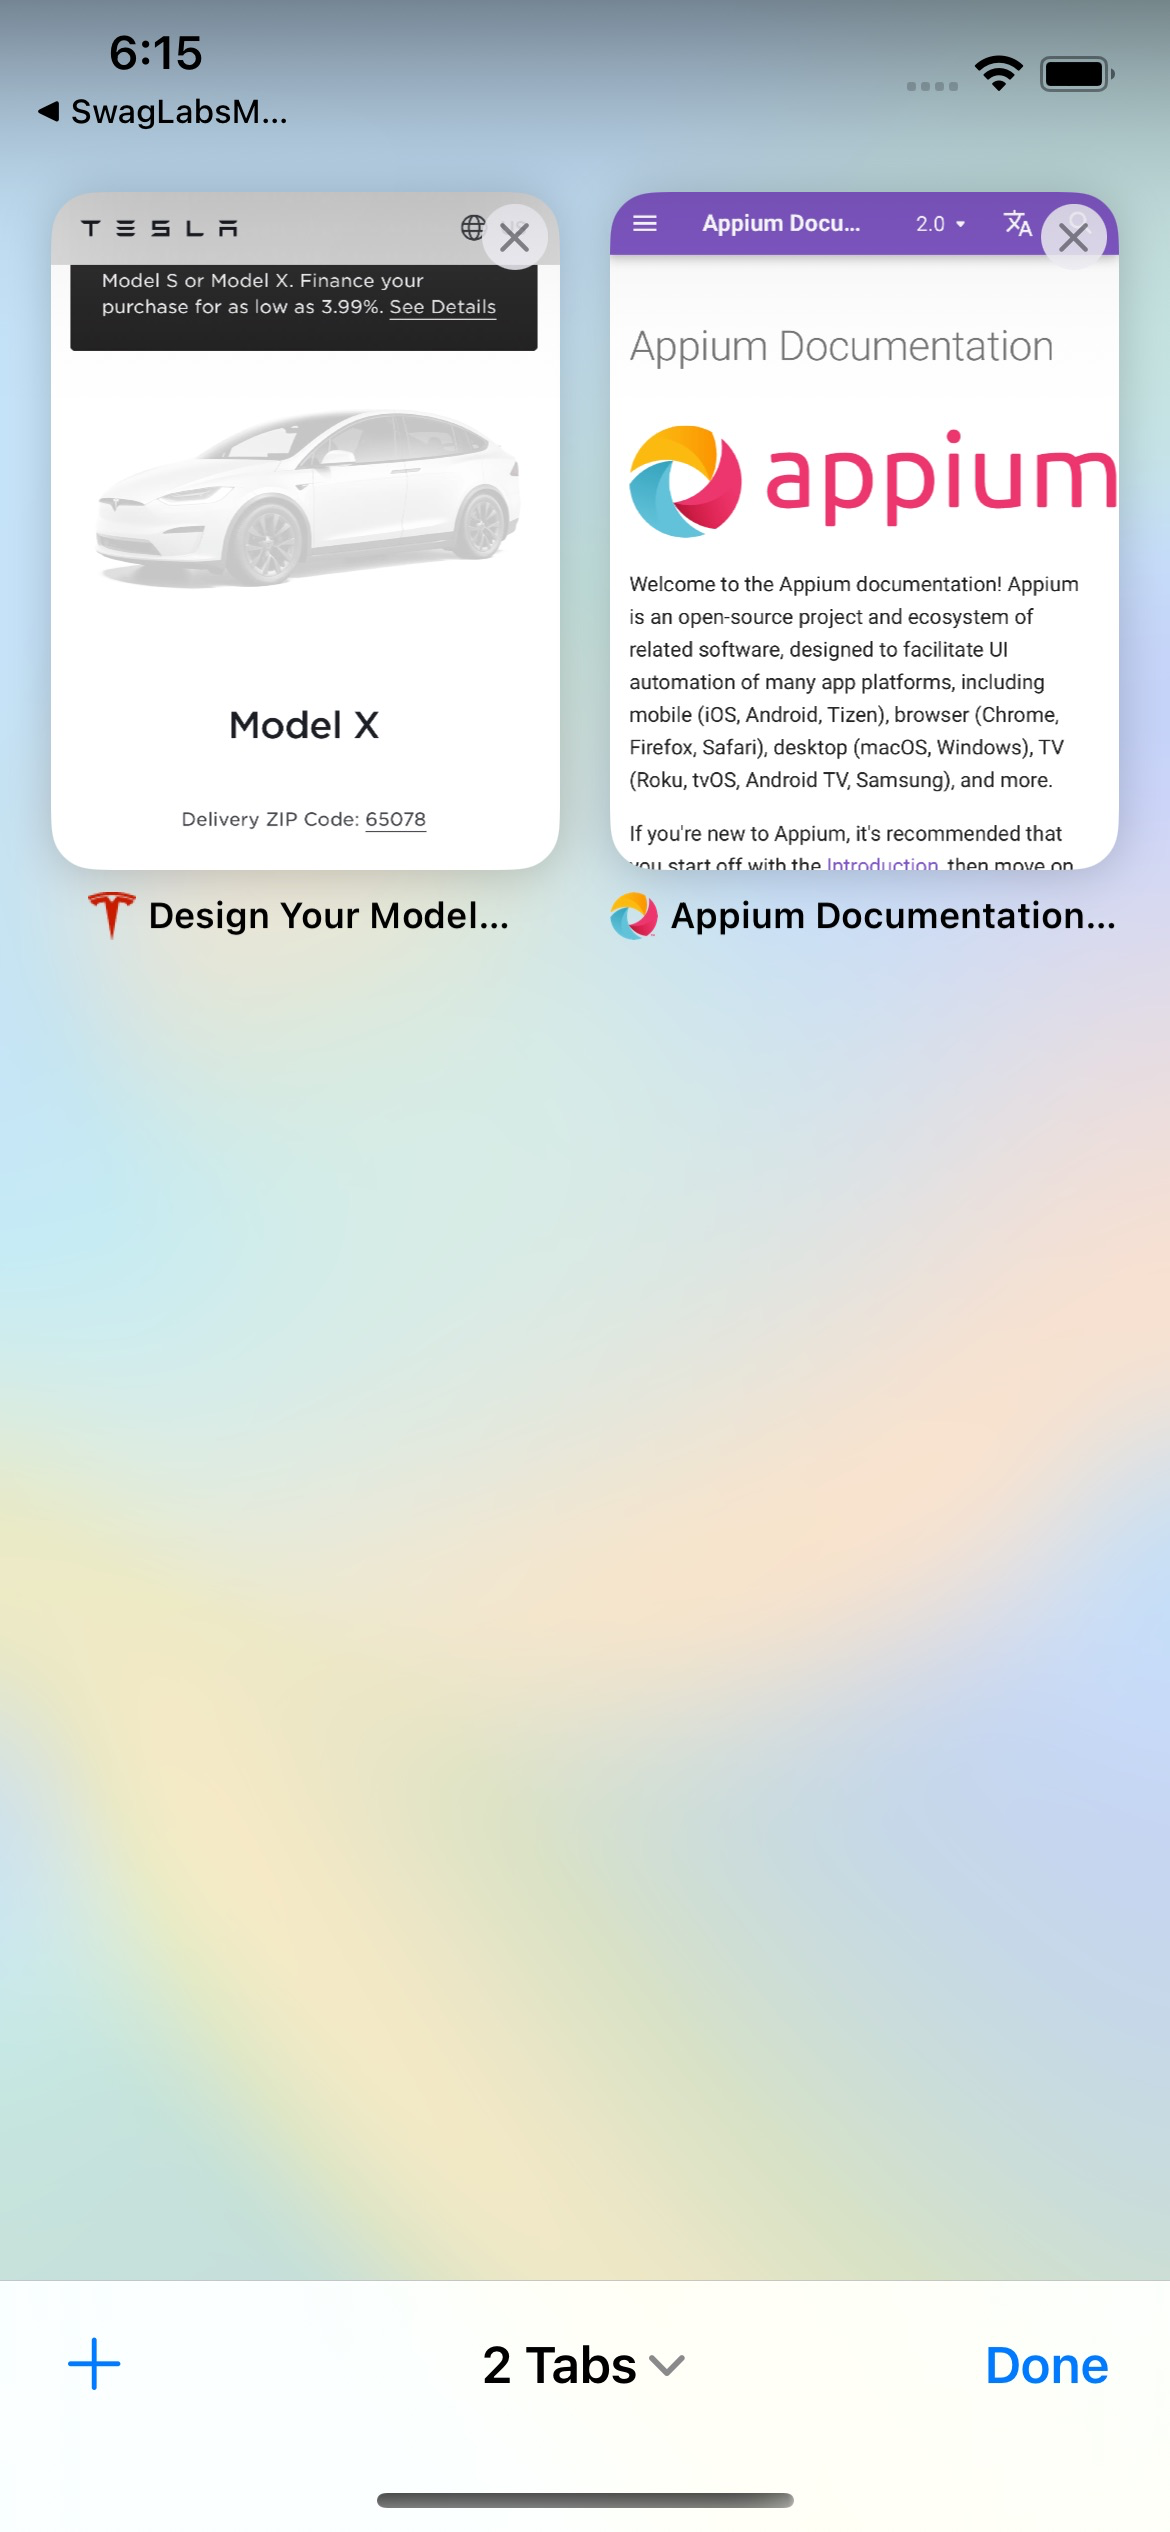 6:15
SwagLabsM...
TESLA
Model S or Model X. Finance your
purchase for as low as 3.99%. See Details
Model X
Delivery ZIP Code: 65078
Design Your Model...
Appium Docu...
2.0
Appium Documentation
appium
Welcome to the Appium documentation! Appium
is an open-source project and ecosystem of
related software, designed to facilitate UI
automation of many app platforms, including
mobile (iOS, Android, Tizen), browser (Chrome,
Firefox, Safari), desktop (macOS, Windows), TV
(Roku, tvOS, Android TV, Samsung), and more.
If you're new to Appium, it's recommended that
you start off with the Introduction, then move on
Appium Documentation...
2 Tabs
Done